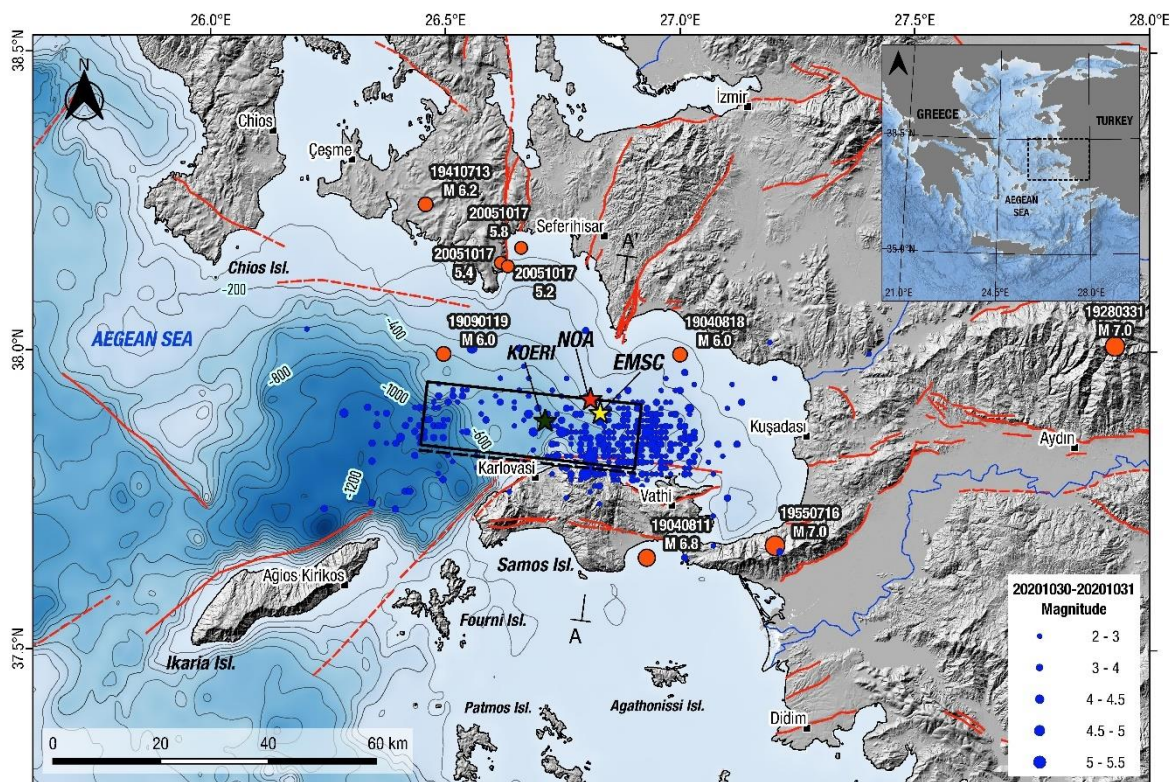 26.0°E
26.5°E
27.0°E
27.5°E
28.0°E
38.5°N
38.0°N
37.5°N
N
Chios
Çeşme
İzmir
19410713
M 6.2
20051017
5.8
Seferihisar
20051017
5.4
20051017
5.2
A'
Chios Isl.
-200
-400
-800
-1000
-600
-1200
AEGEAN SEA
19090119
M 6.0
KOERI
NOA
EMSC
19040818
M 6.0
19280331
M 7.0
Kuşadası
Aydın
Karlovasi
Vathi
19040811
M 6.8
19550716
M 7.0
Samos Isl.
Ağios Kirikos
Fourni Isl.
A
Ikaria Isl.
Patmos Isl.
Agathonissi Isl.
Didim
0
20
40
60 km
GREECE
TURKEY
38.5°N
AEGEAN
SEA
35.0°N
21.0°E
24.5°E
28.0°E
20201030-20201031
Magnitude
2 - 3
3 - 4
4 - 4.5
4.5 - 5
5 - 5.5